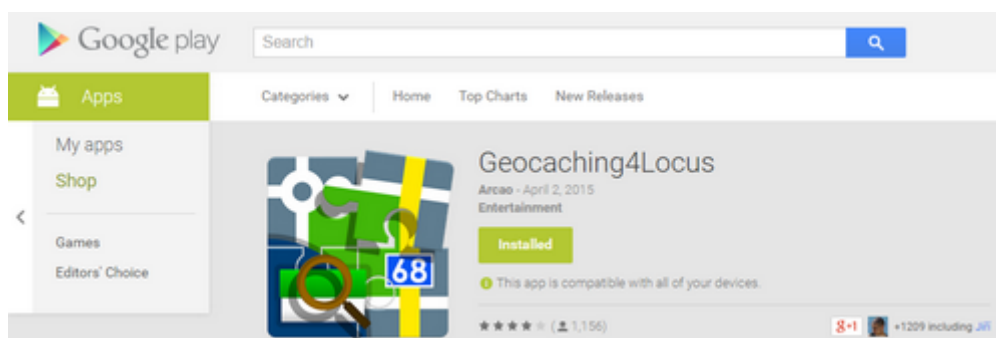 Google play
Search
Apps
Categories
Home
Top Charts
New Releases
My apps
Shop
Games
Editors' Choice
68
Geocaching4Locus
Arcao - April 2, 2015
Entertainment
Installed
This app is compatible with all of your devices.
(1,156)
g+1
+1209 including Jiří